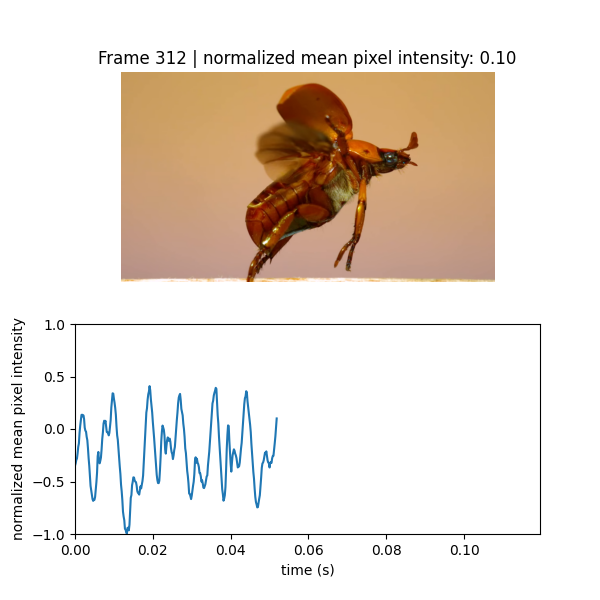 Frame 312 | normalized mean pixel intensity: 0.10
normalized mean pixel intensity
1.0
0.5
0.0
−0.5
−1.0
0.00 0.02 0.04 0.06 0.08 0.10
time (s)